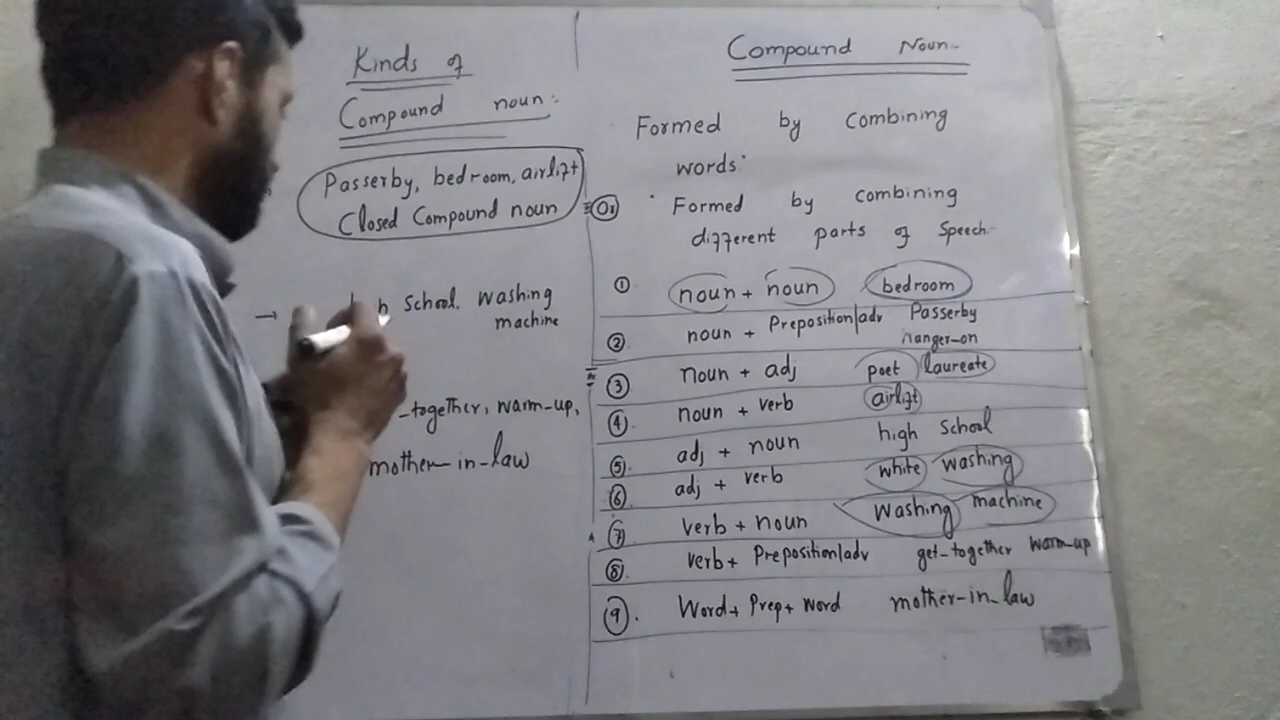 Kinds of
Compound noun:
Passerby, bedroom, airlift
Closed Compound noun
→ School. Washing
machine
-together, warm-up,
mother-in-law
Compound Noun
Formed by combining
words
Or Formed by combining
different parts of Speech
① noun + noun bedroom
② noun + Preposition/adv Passerby
hanger-on
③ noun + adj poet laureate
④ noun + verb airlift
⑤ adj + noun high School
⑥ adj + verb white washing
⑦ verb + noun Washing machine
⑧ verb + Preposition/adv get-together warm-up
⑨ Word + Prep + word mother-in-law